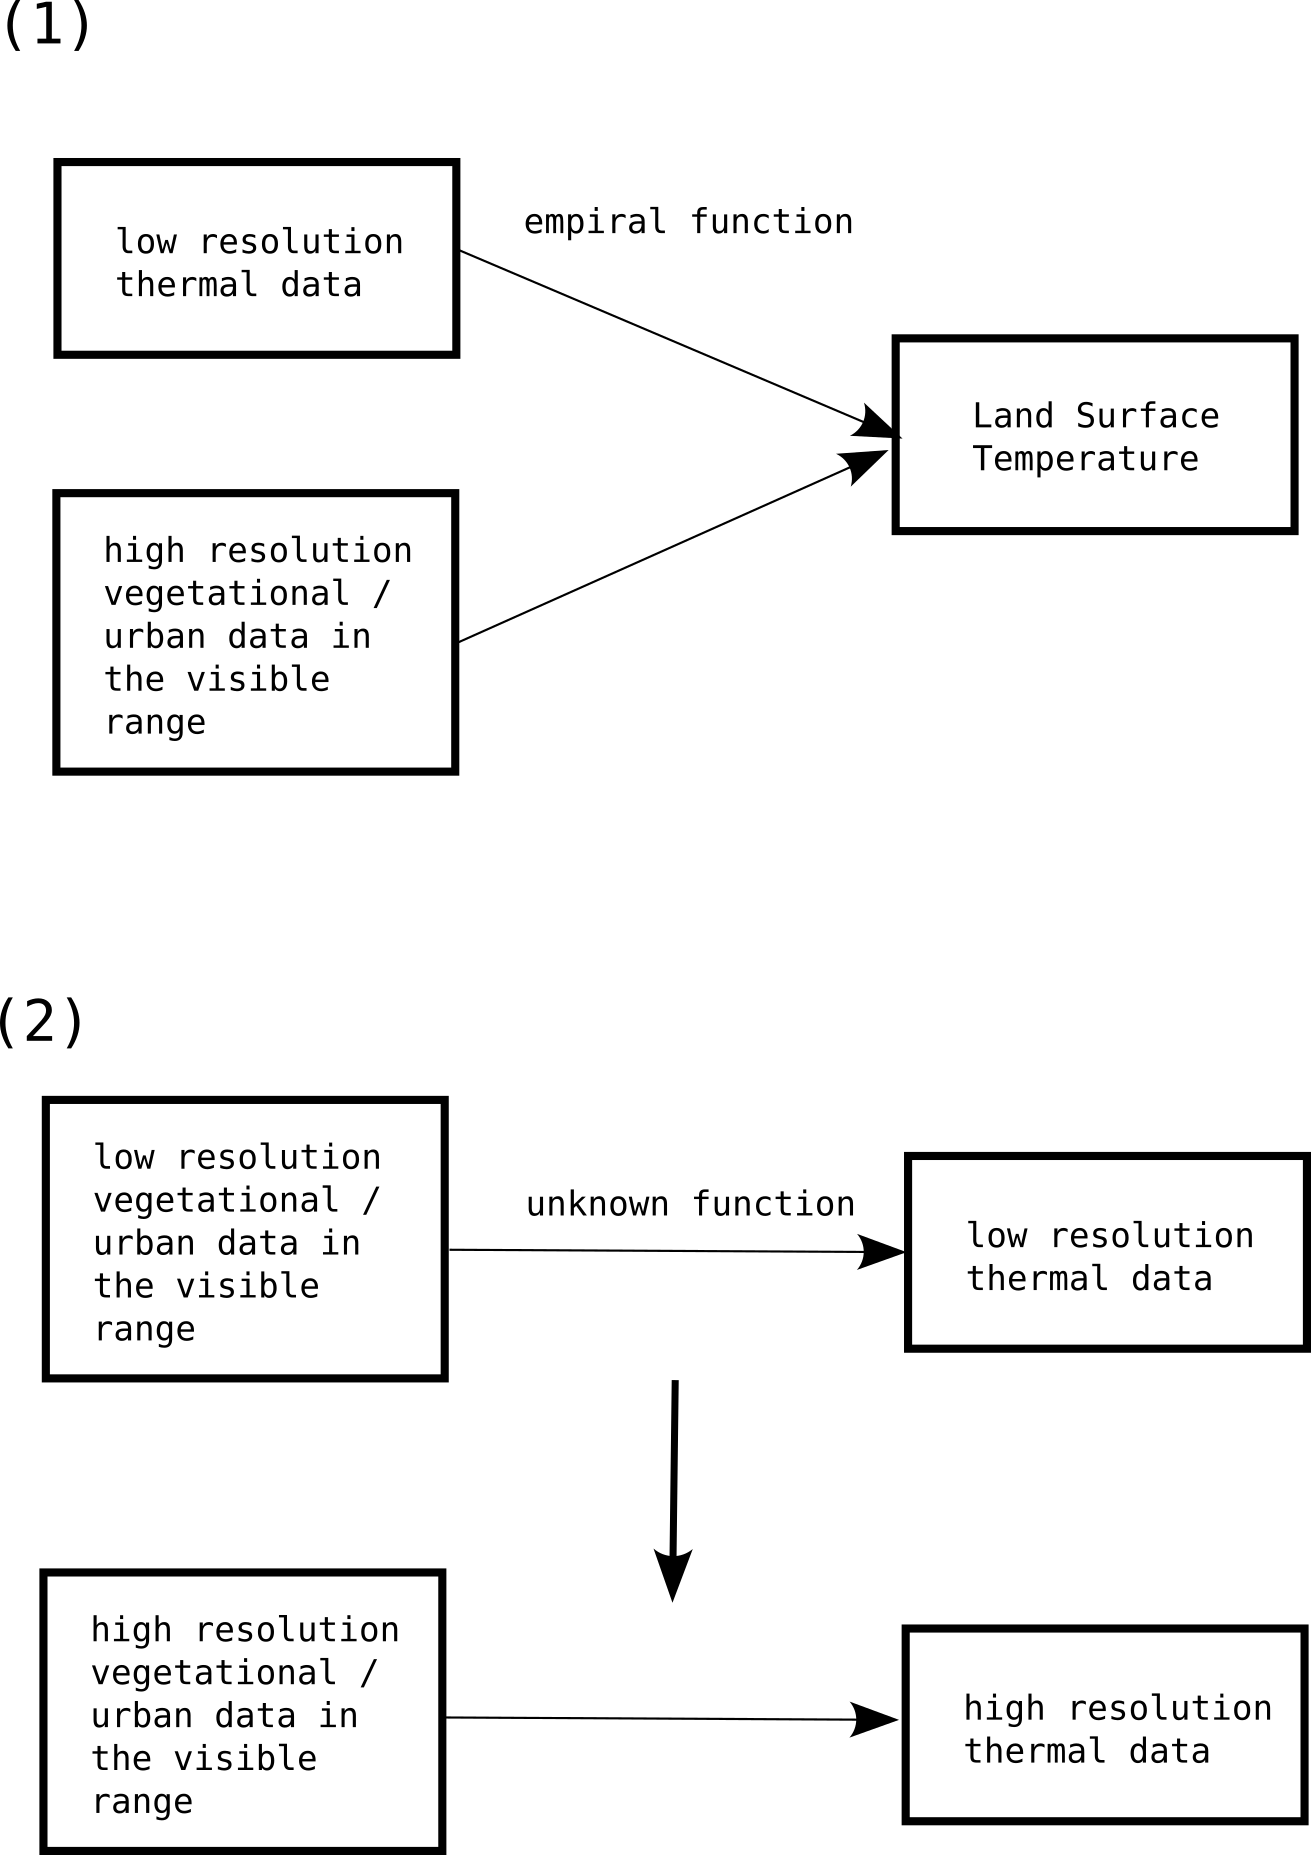 (1)
low resolution
thermal data
empiral function
Land Surface
Temperature
high resolution
vegetational /
urban data in
the visible
range
(2)
low resolution
vegetational /
urban data in
the visible
range
unknown function
low resolution
thermal data
high resolution
vegetational /
urban data in
the visible
range
high resolution
thermal data